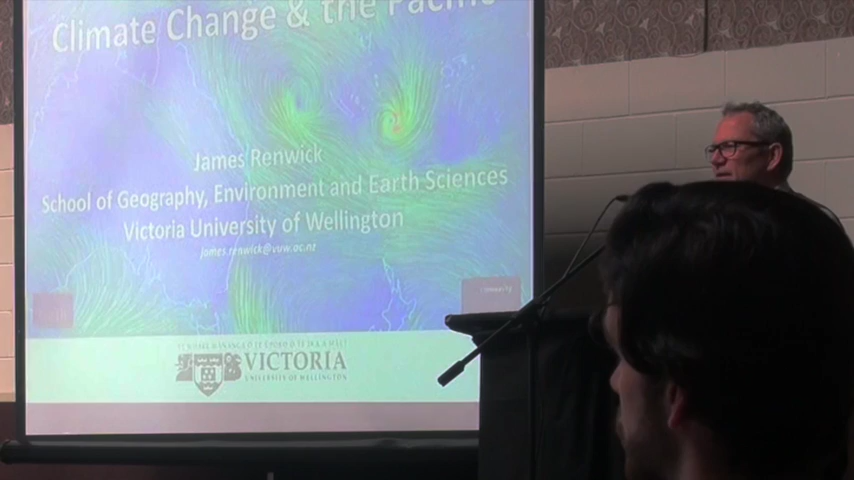 Climate Change & the Pacific
James Renwick
School of Geography, Environment and Earth Sciences
Victoria University of Wellington
james.renwick@vuw.ac.nz
VICTORIA
UNIVERSITY OF WELLINGTON